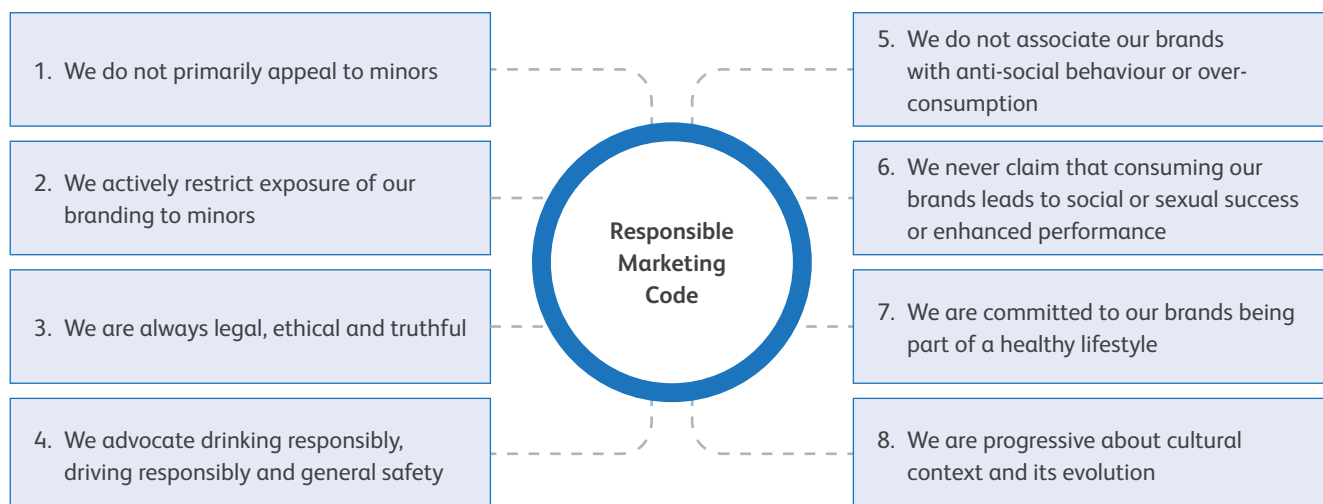 1. We do not primarily appeal to minors
2. We actively restrict exposure of our
branding to minors
3. We are always legal, ethical and truthful
4. We advocate drinking responsibly,
driving responsibly and general safety
Responsible
Marketing
Code
5. We do not associate our brands
with anti-social behaviour or over-
consumption
6. We never claim that consuming our
brands leads to social or sexual success
or enhanced performance
7. We are committed to our brands being
part of a healthy lifestyle
8. We are progressive about cultural
context and its evolution